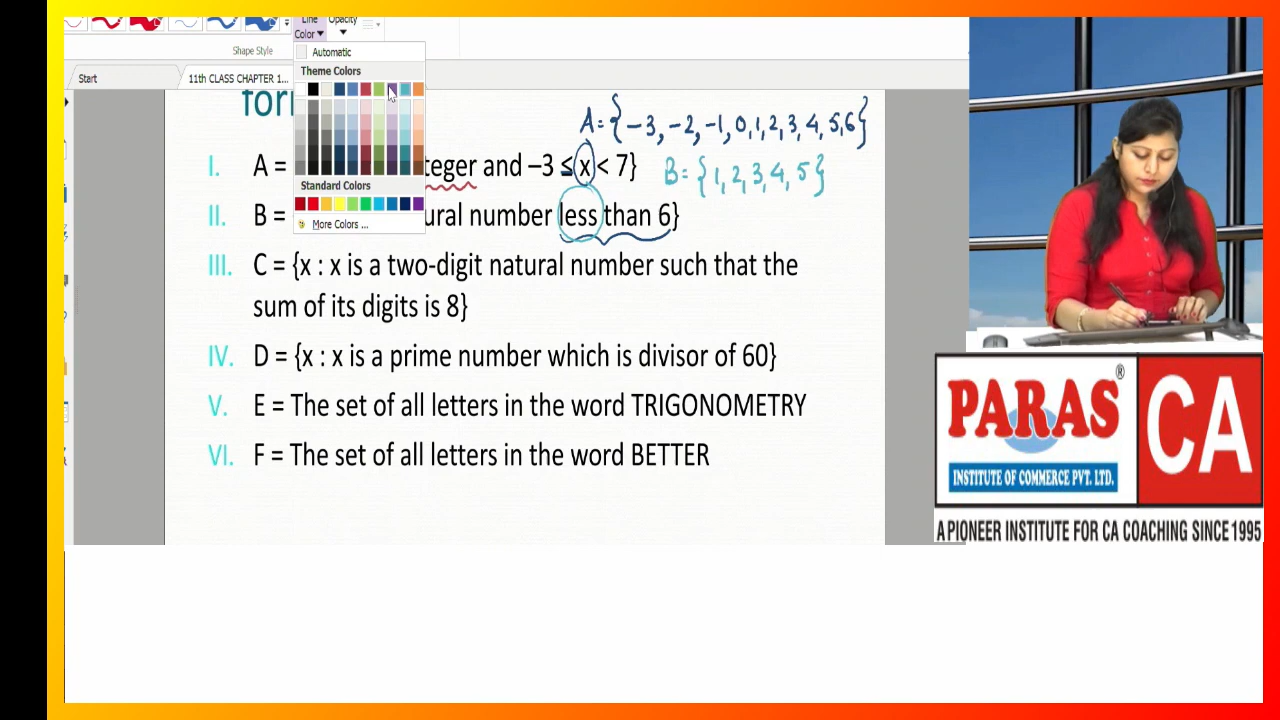 Line
Color
Opacity
Shape Style
Automatic
Start
11th CLASS CHAPTER 1...
Theme Colors
A = {-3, -2, -1, 0, 1, 2, 3, 4, 5, 6}
I. A = teger and –3 ≤ x < 7}
B = {1, 2, 3, 4, 5}
Standard Colors
II. B = ural number less than 6}
More Colors ...
III. C = {x : x is a two-digit natural number such that the
sum of its digits is 8}
IV. D = {x : x is a prime number which is divisor of 60}
V. E = The set of all letters in the word TRIGONOMETRY
VI. F = The set of all letters in the word BETTER
PARAS®
INSTITUTE OF COMMERCE PVT. LTD.
CA
A PIONEER INSTITUTE FOR CA COACHING SINCE 1995